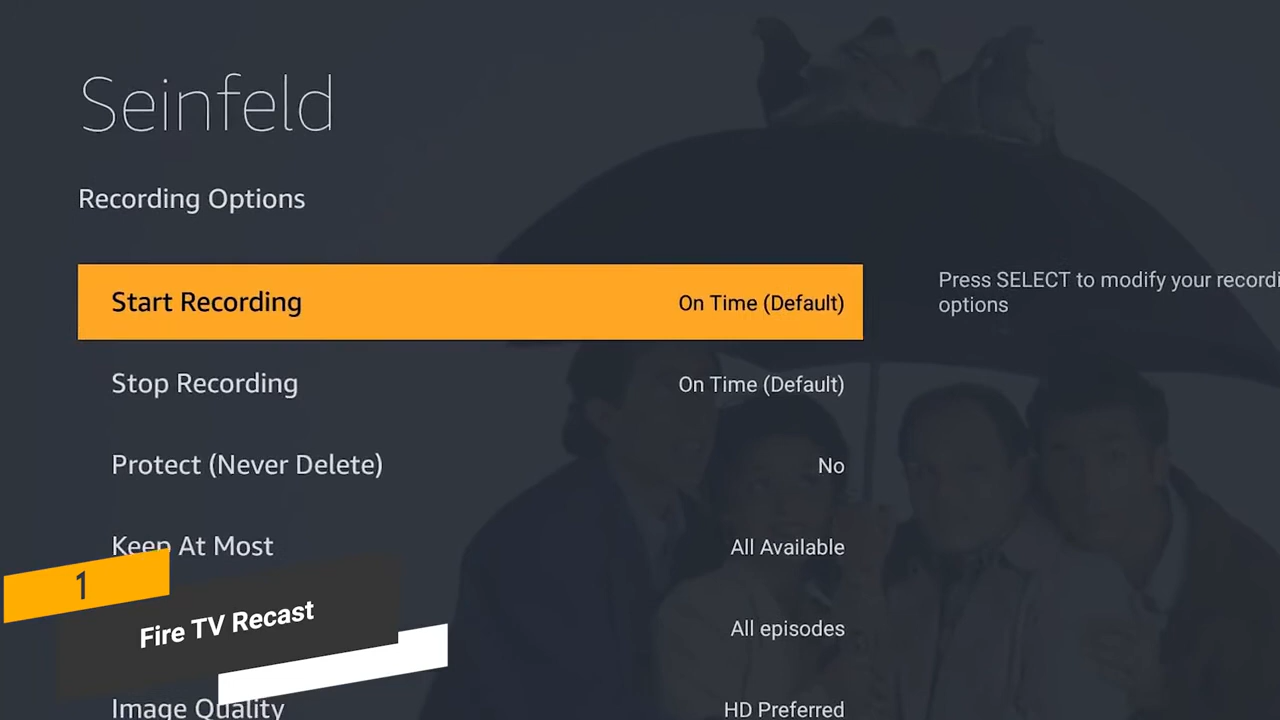 Seinfeld
Recording Options
Start Recording On Time (Default)
Press SELECT to modify your recordi
options
Stop Recording On Time (Default)
Protect (Never Delete) No
Keep At Most All Available
1
Fire TV Recast
All episodes
Image Quality HD Preferred